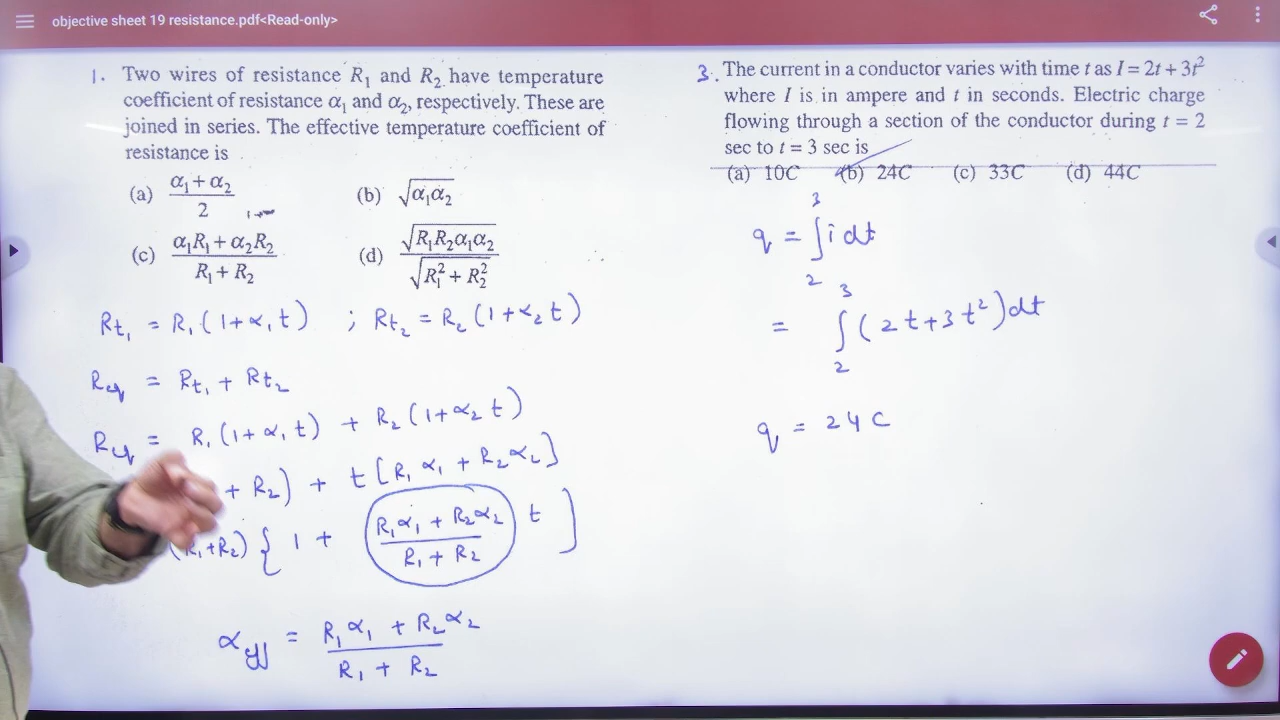 objective sheet 19 resistance.pdf<Read-only>
1. Two wires of resistance R₁ and R₂ have temperature
coefficient of resistance α₁ and α₂, respectively. These are
joined in series. The effective temperature coefficient of
resistance is
(a) (α₁ + α₂)/2 (b) √(α₁α₂)
(c) (α₁R₁ + α₂R₂)/(R₁ + R₂) (d) √(R₁R₂α₁α₂)/√(R₁² + R₂²)
Rt₁ = R₁(1+α₁t) ; Rt₂ = R₂(1+α₂t)
Req = Rt₁ + Rt₂
Req = R₁(1+α₁t) + R₂(1+α₂t)
+ R₂) + t[R₁α₁ + R₂α₂]
(R₁+R₂) { 1 + (R₁α₁ + R₂α₂)/(R₁ + R₂) t ]
αeff = (R₁α₁ + R₂α₂)/(R₁ + R₂)
3. The current in a conductor varies with time t as I = 2t + 3t²
where I is in ampere and t in seconds. Electric charge
flowing through a section of the conductor during t = 2
sec to t = 3 sec is
(a) 10C (b) 24C (c) 33C (d) 44C
q = ∫₂³ i dt
= ∫₂³ (2t+3t²)dt
q = 24C